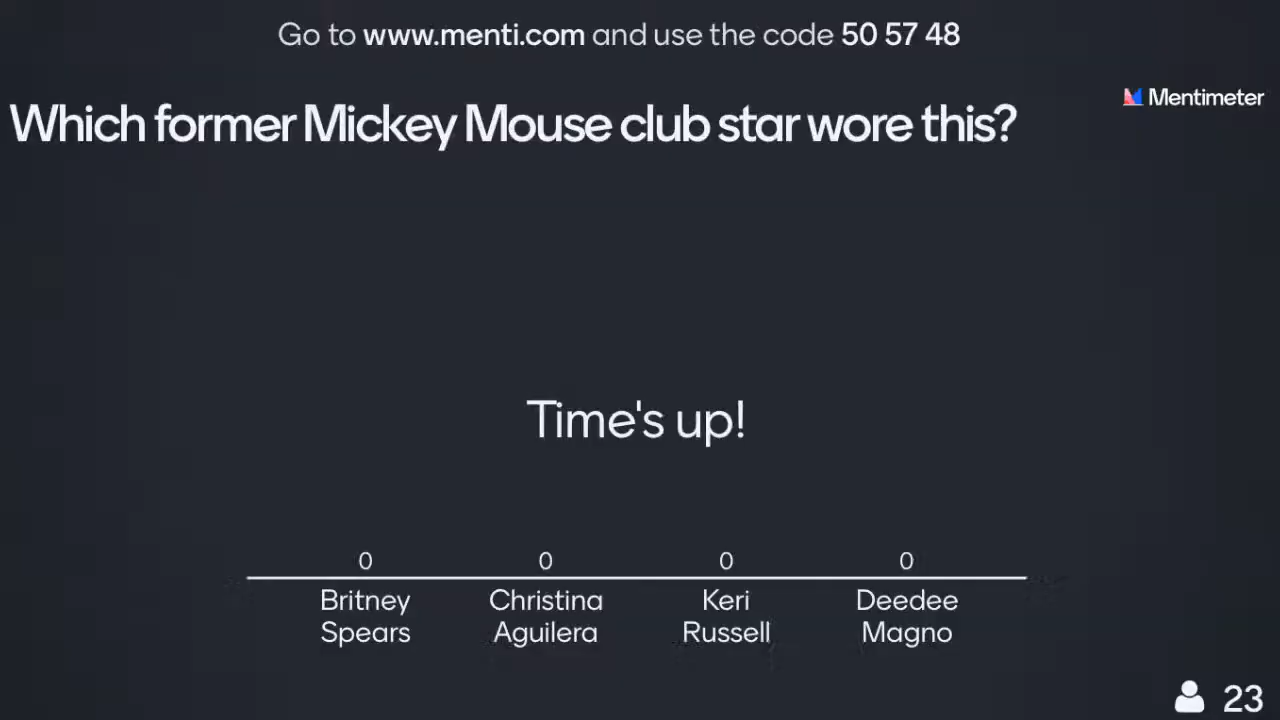 Go to www.menti.com and use the code 50 57 48
Mentimeter
Which former Mickey Mouse club star wore this?
Time's up!
0 0 0 0
Britney Spears
Christina Aguilera
Keri Russell
Deedee Magno
23